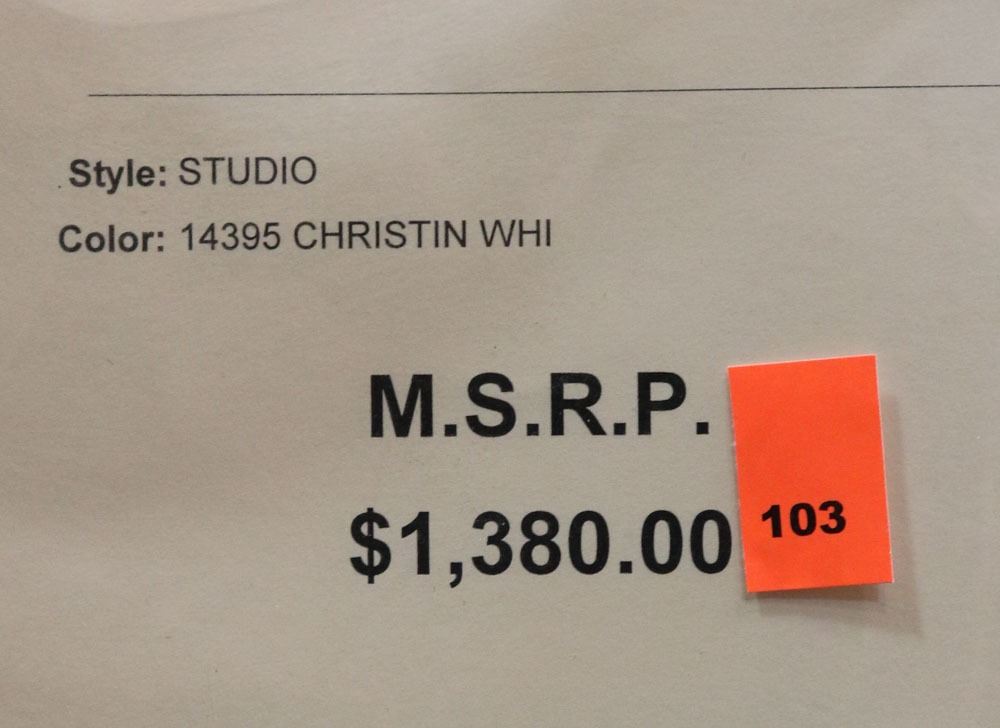 Style: STUDIO
Color: 14395 CHRISTIN WHI
M.S.R.P.
$1,380.00
103